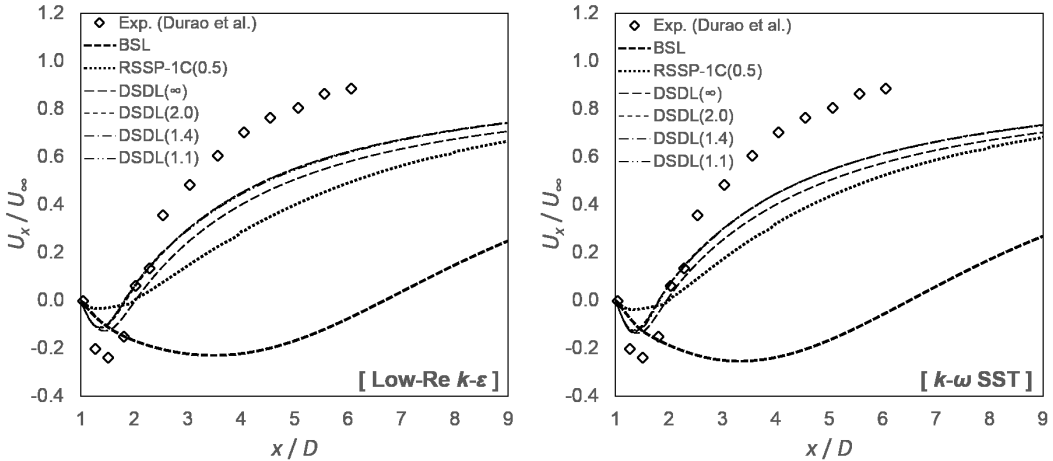 1.2
1.0
0.8
0.6
0.4
0.2
0.0
-0.2
-0.4
Uₓ / U∞
Exp. (Durao et al.)
BSL
RSSP-1C(0.5)
DSDL(∞)
DSDL(2.0)
DSDL(1.4)
DSDL(1.1)
[ Low-Re k-ε ]
1 2 3 4 5 6 7 8 9
x / D
1.2
1.0
0.8
0.6
0.4
0.2
0.0
-0.2
-0.4
Uₓ / U∞
Exp. (Durao et al.)
BSL
RSSP-1C(0.5)
DSDL(∞)
DSDL(2.0)
DSDL(1.4)
DSDL(1.1)
[ k-ω SST ]
1 2 3 4 5 6 7 8 9
x / D